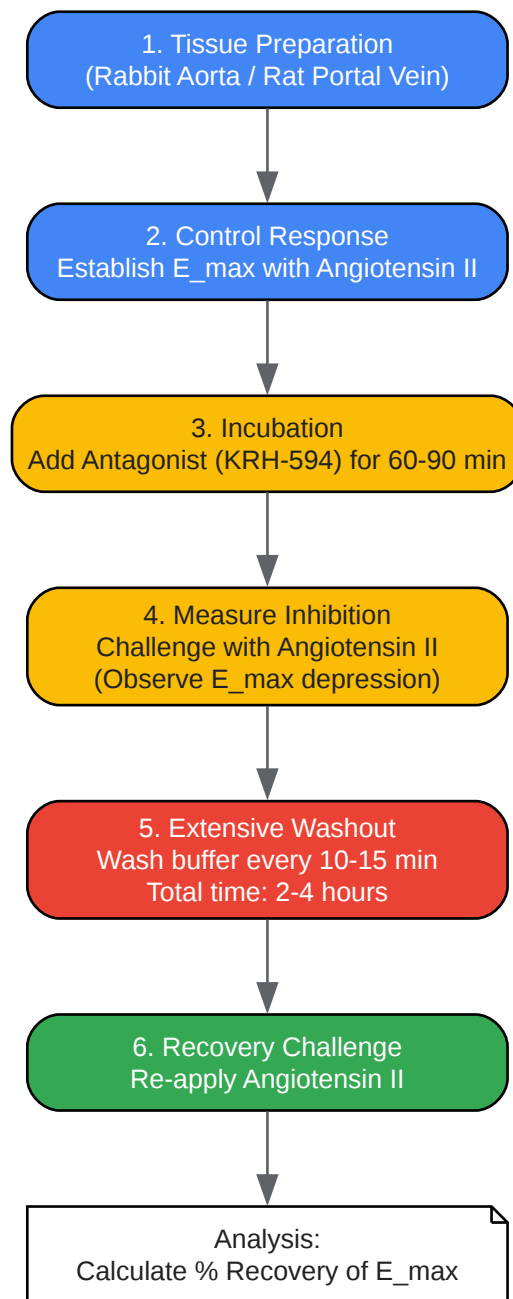 1. Tissue Preparation
(Rabbit Aorta / Rat Portal Vein)
2. Control Response
Establish E_max with Angiotensin II
3. Incubation
Add Antagonist (KRH-594) for 60-90 min
4. Measure Inhibition
Challenge with Angiotensin II
(Observe E_max depression)
5. Extensive Washout
Wash buffer every 10-15 min
Total time: 2-4 hours
6. Recovery Challenge
Re-apply Angiotensin II
Analysis:
Calculate % Recovery of E_max